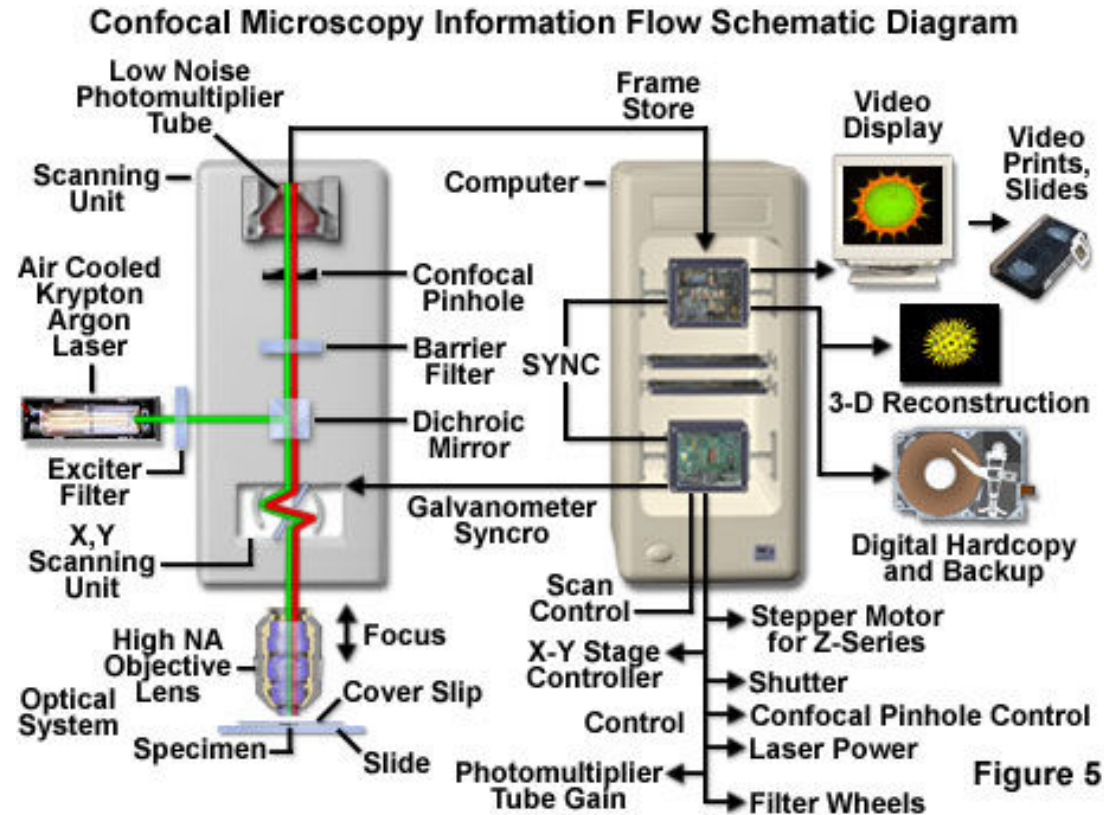 Confocal Microscopy Information Flow Schematic Diagram
Low Noise
Photomultiplier
Tube
Scanning
Unit
Air Cooled
Krypton
Argon
Laser
Exciter
Filter
X,Y
Scanning
Unit
High NA
Objective
Lens
Optical
System
Specimen
Focus
Cover Slip
Slide
Confocal
Pinhole
Barrier
Filter
Dichroic
Mirror
Galvanometer
Syncro
Frame
Store
Computer
SYNC
Video
Display
Video
Prints,
Slides
3-D Reconstruction
Digital Hardcopy
and Backup
Scan
Control
X-Y Stage
Controller
Control
Photomultiplier
Tube Gain
Stepper Motor
for Z-Series
Shutter
Confocal Pinhole Control
Laser Power
Filter Wheels
Figure 5